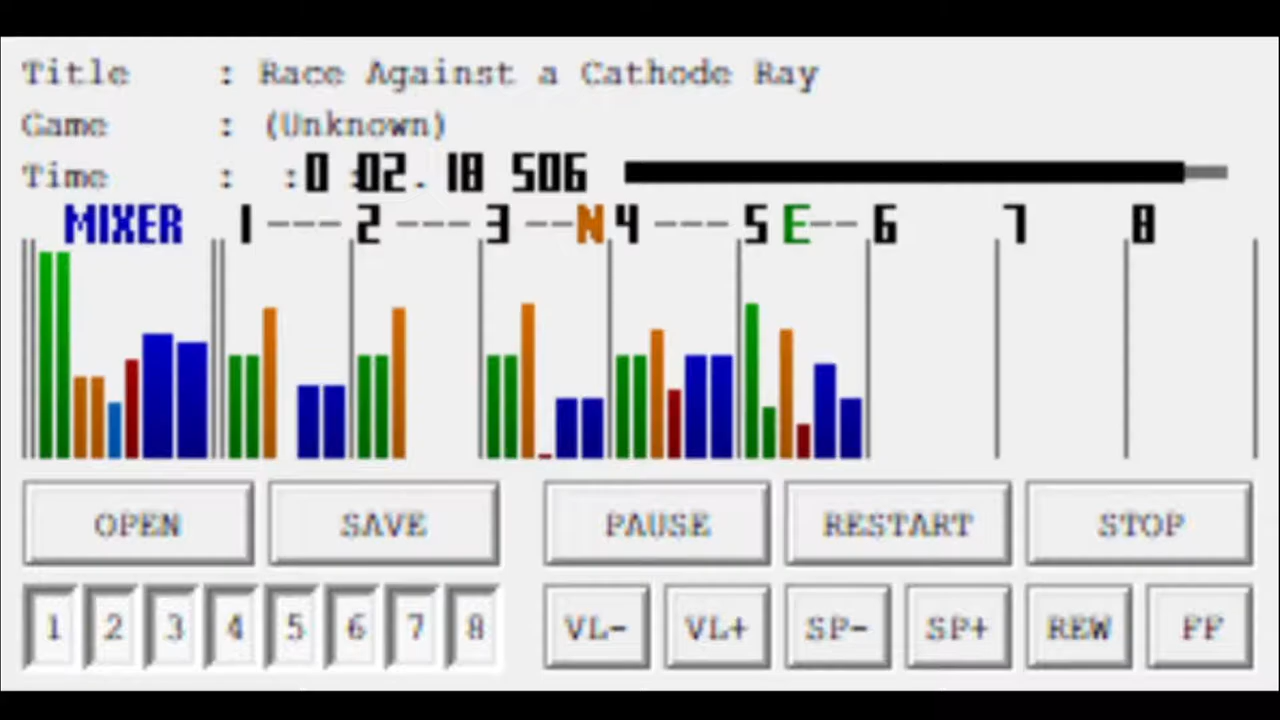 Title : Race Against a Cathode Ray
Game : (Unknown)
Time : :0 :02. 18 506
MIXER 1 ---- 2 ---- 3 --N 4 ---- 5 E-- 6 7 8
OPEN SAVE PAUSE RESTART STOP
1 2 3 4 5 6 7 8 VL- VL+ SP- SP+ REW FF